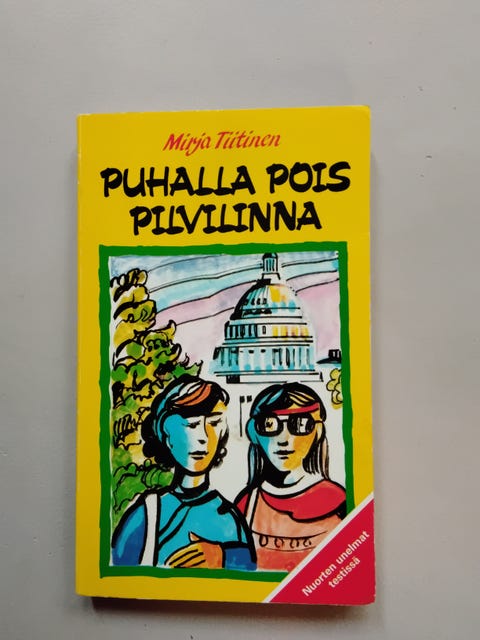 Mirja Tiitinen
PUHALLA POIS
PILVILINNA
Nuorten unelmat
testissä